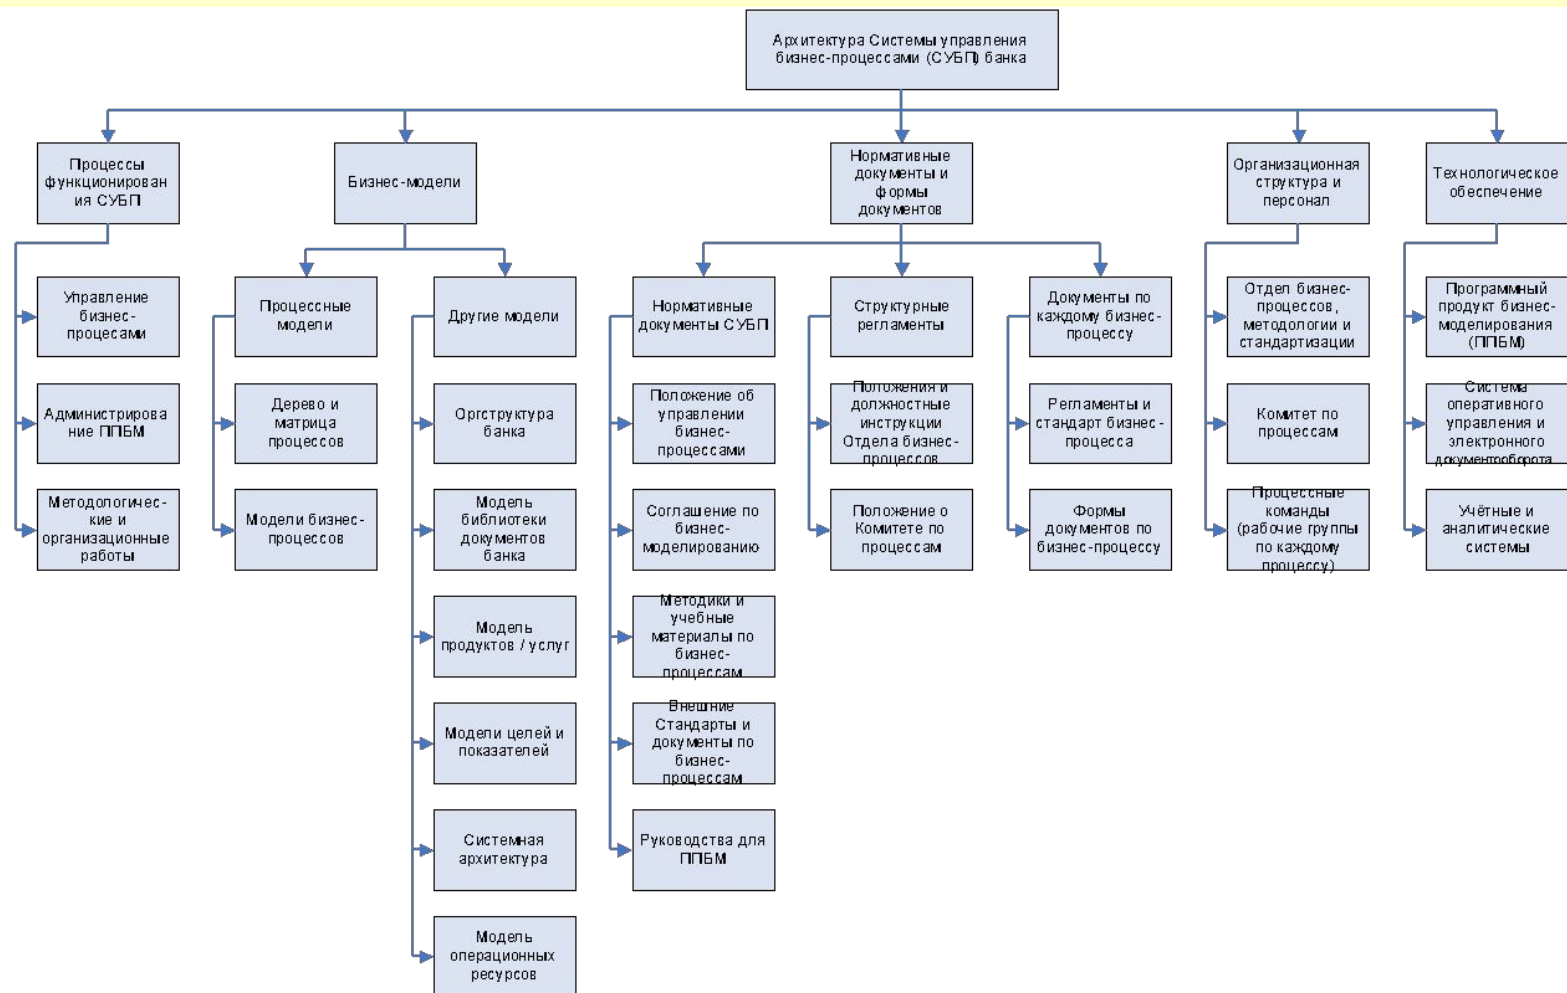 Архитектура Системы управления
бизнес-процессами (СУБП) банка
Процессы
функционирован
ия СУБП
Бизнес-модели
Нормативные
документы и
формы
документов
Организационная
структура и
персонал
Технологическое
обеспечение
Управление
бизнес-
процесами
Процессные
модели
Другие модели
Нормативные
документы СУБП
Структурные
регламенты
Документы по
каждому бизнес-
процессу
Отдел бизнес-
процессов,
методологии и
стандартизации
Программный
продукт бизнес-
моделирования
(ППБМ)
Администрирова
ние ППБМ
Дерево и
матрица
процессов
Оргструктура
банка
Положение об
управлении
бизнес-
процессами
Положения и
должностные
инструкции
Отдела бизнес-
процессов
Регламенты и
стандарт бизнес-
процесса
Комитет по
процессам
Система
оперативного
управления и
электронного
документооборота
Методологичес-
кие и
организационные
работы
Модели бизнес-
процессов
Модель
библиотеки
документов
банка
Соглашение по
бизнес-
моделированию
Положение о
Комитете по
процессам
Формы
документов по
бизнес-процессу
Процессные
команды
(рабочие группы
по каждому
процессу)
Учётные и
аналитические
системы
Модель
продуктов / услуг
Методики и
учебные
материалы по
бизнес-
процессам
Модели целей и
показателей
Внешние
Стандарты и
документы по
бизнес-
процессам
Системная
архитектура
Руководства для
ППБМ
Модель
операционных
ресурсов